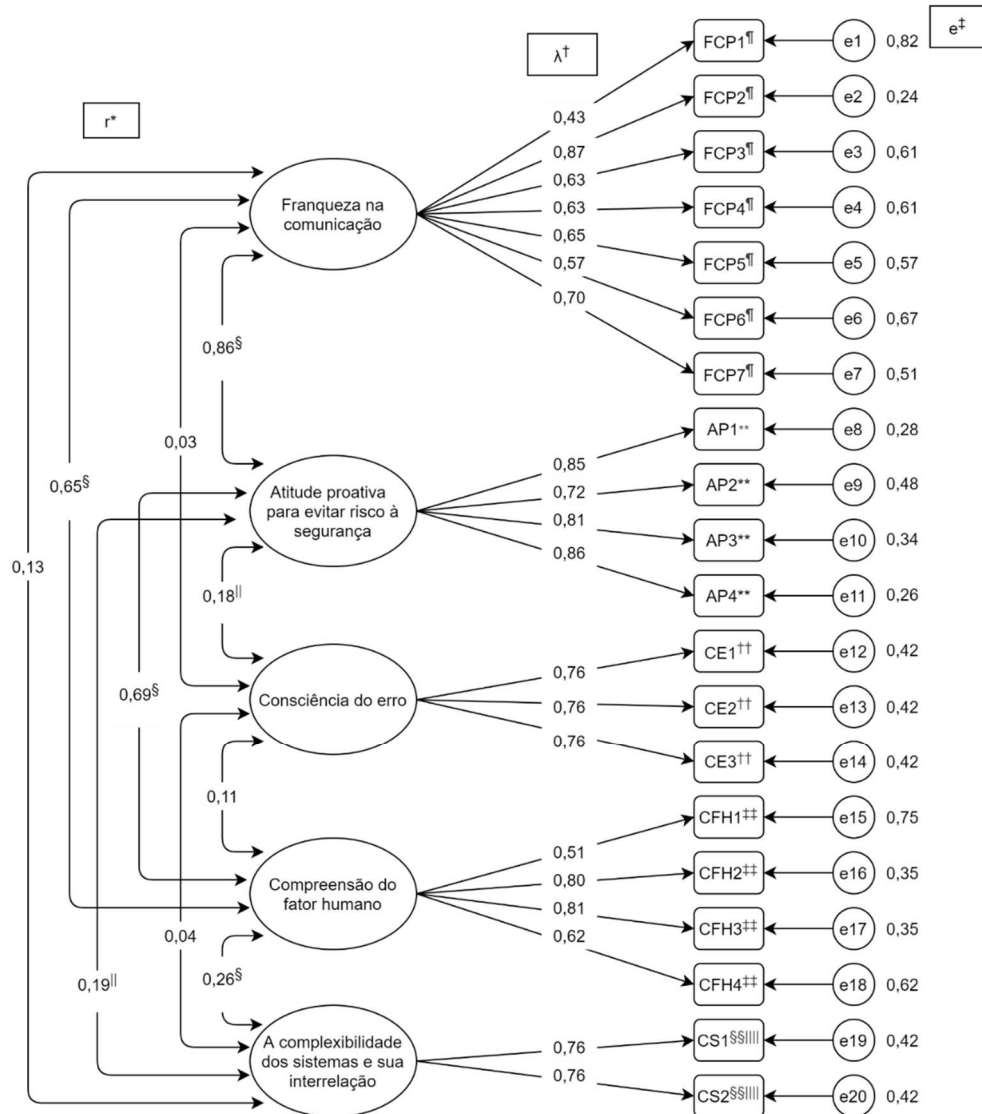 e‡
λ†
r*
FCP1¶ e1 0,82
FCP2¶ e2 0,24
FCP3¶ e3 0,61
FCP4¶ e4 0,61
FCP5¶ e5 0,57
FCP6¶ e6 0,67
FCP7¶ e7 0,51
0,43
0,87
0,63
0,63
0,65
0,57
0,70
Franqueza na
comunicação
0,86§
0,03
0,65§
0,13
AP1** e8 0,28
AP2** e9 0,48
AP3** e10 0,34
AP4** e11 0,26
0,85
0,72
0,81
0,86
Atitude proativa
para evitar risco à
segurança
0,18||
0,69§
CE1†† e12 0,42
CE2†† e13 0,42
CE3†† e14 0,42
0,76
0,76
0,76
Consciência do erro
0,11
0,04
0,19||
CFH1‡‡ e15 0,75
CFH2‡‡ e16 0,35
CFH3‡‡ e17 0,35
CFH4‡‡ e18 0,62
0,51
0,80
0,81
0,62
Compreensão do
fator humano
0,26§
CS1§§|||| e19 0,42
CS2§§|||| e20 0,42
0,76
0,76
A complexibilidade
dos sistemas e sua
interrelação